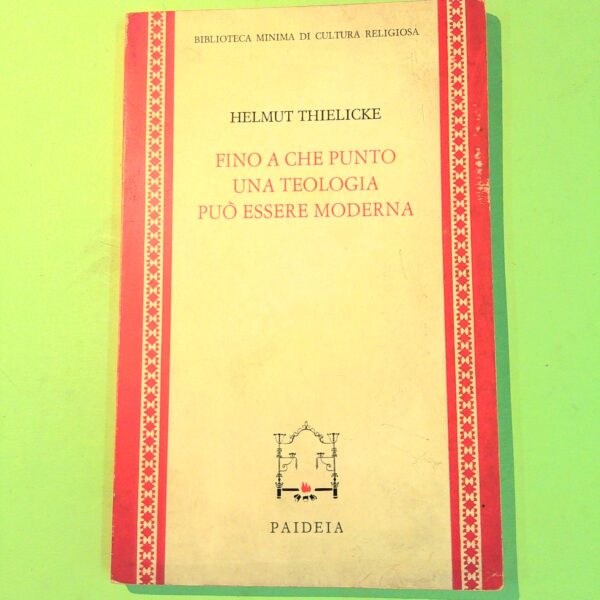 BIBLIOTECA MINIMA DI CULTURA RELIGIOSA
HELMUT THIELICKE
FINO A CHE PUNTO
UNA TEOLOGIA
PUÒ ESSERE MODERNA
PAIDEIA